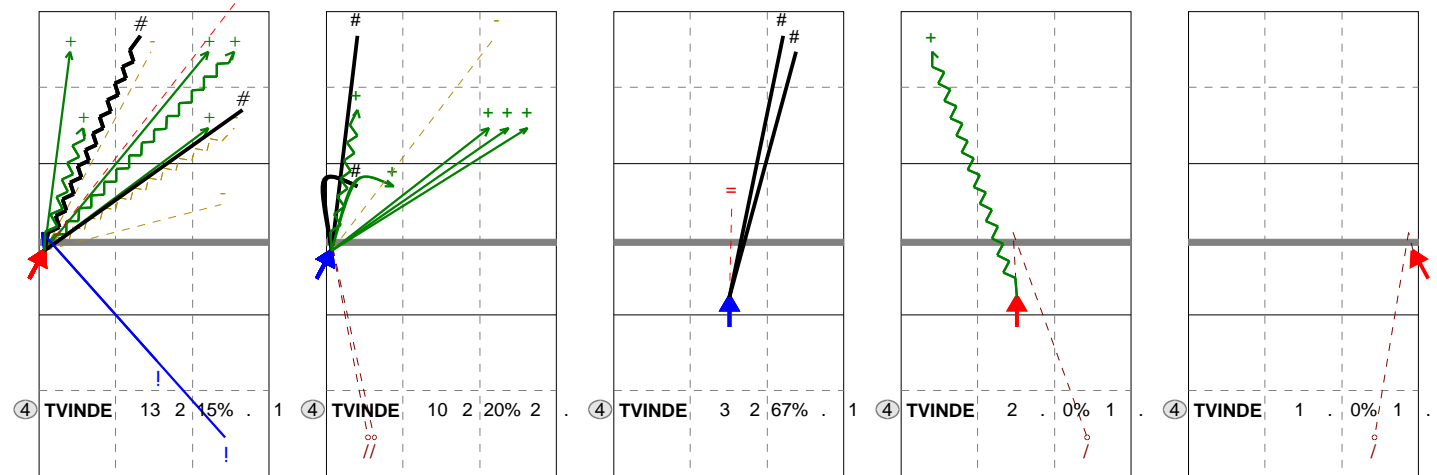 ④ TVINDE 13 2 15% . 1
④ TVINDE 10 2 20% 2 .
④ TVINDE 3 2 67% . 1
④ TVINDE 2 . 0% 1 .
④ TVINDE 1 . 0% 1 .